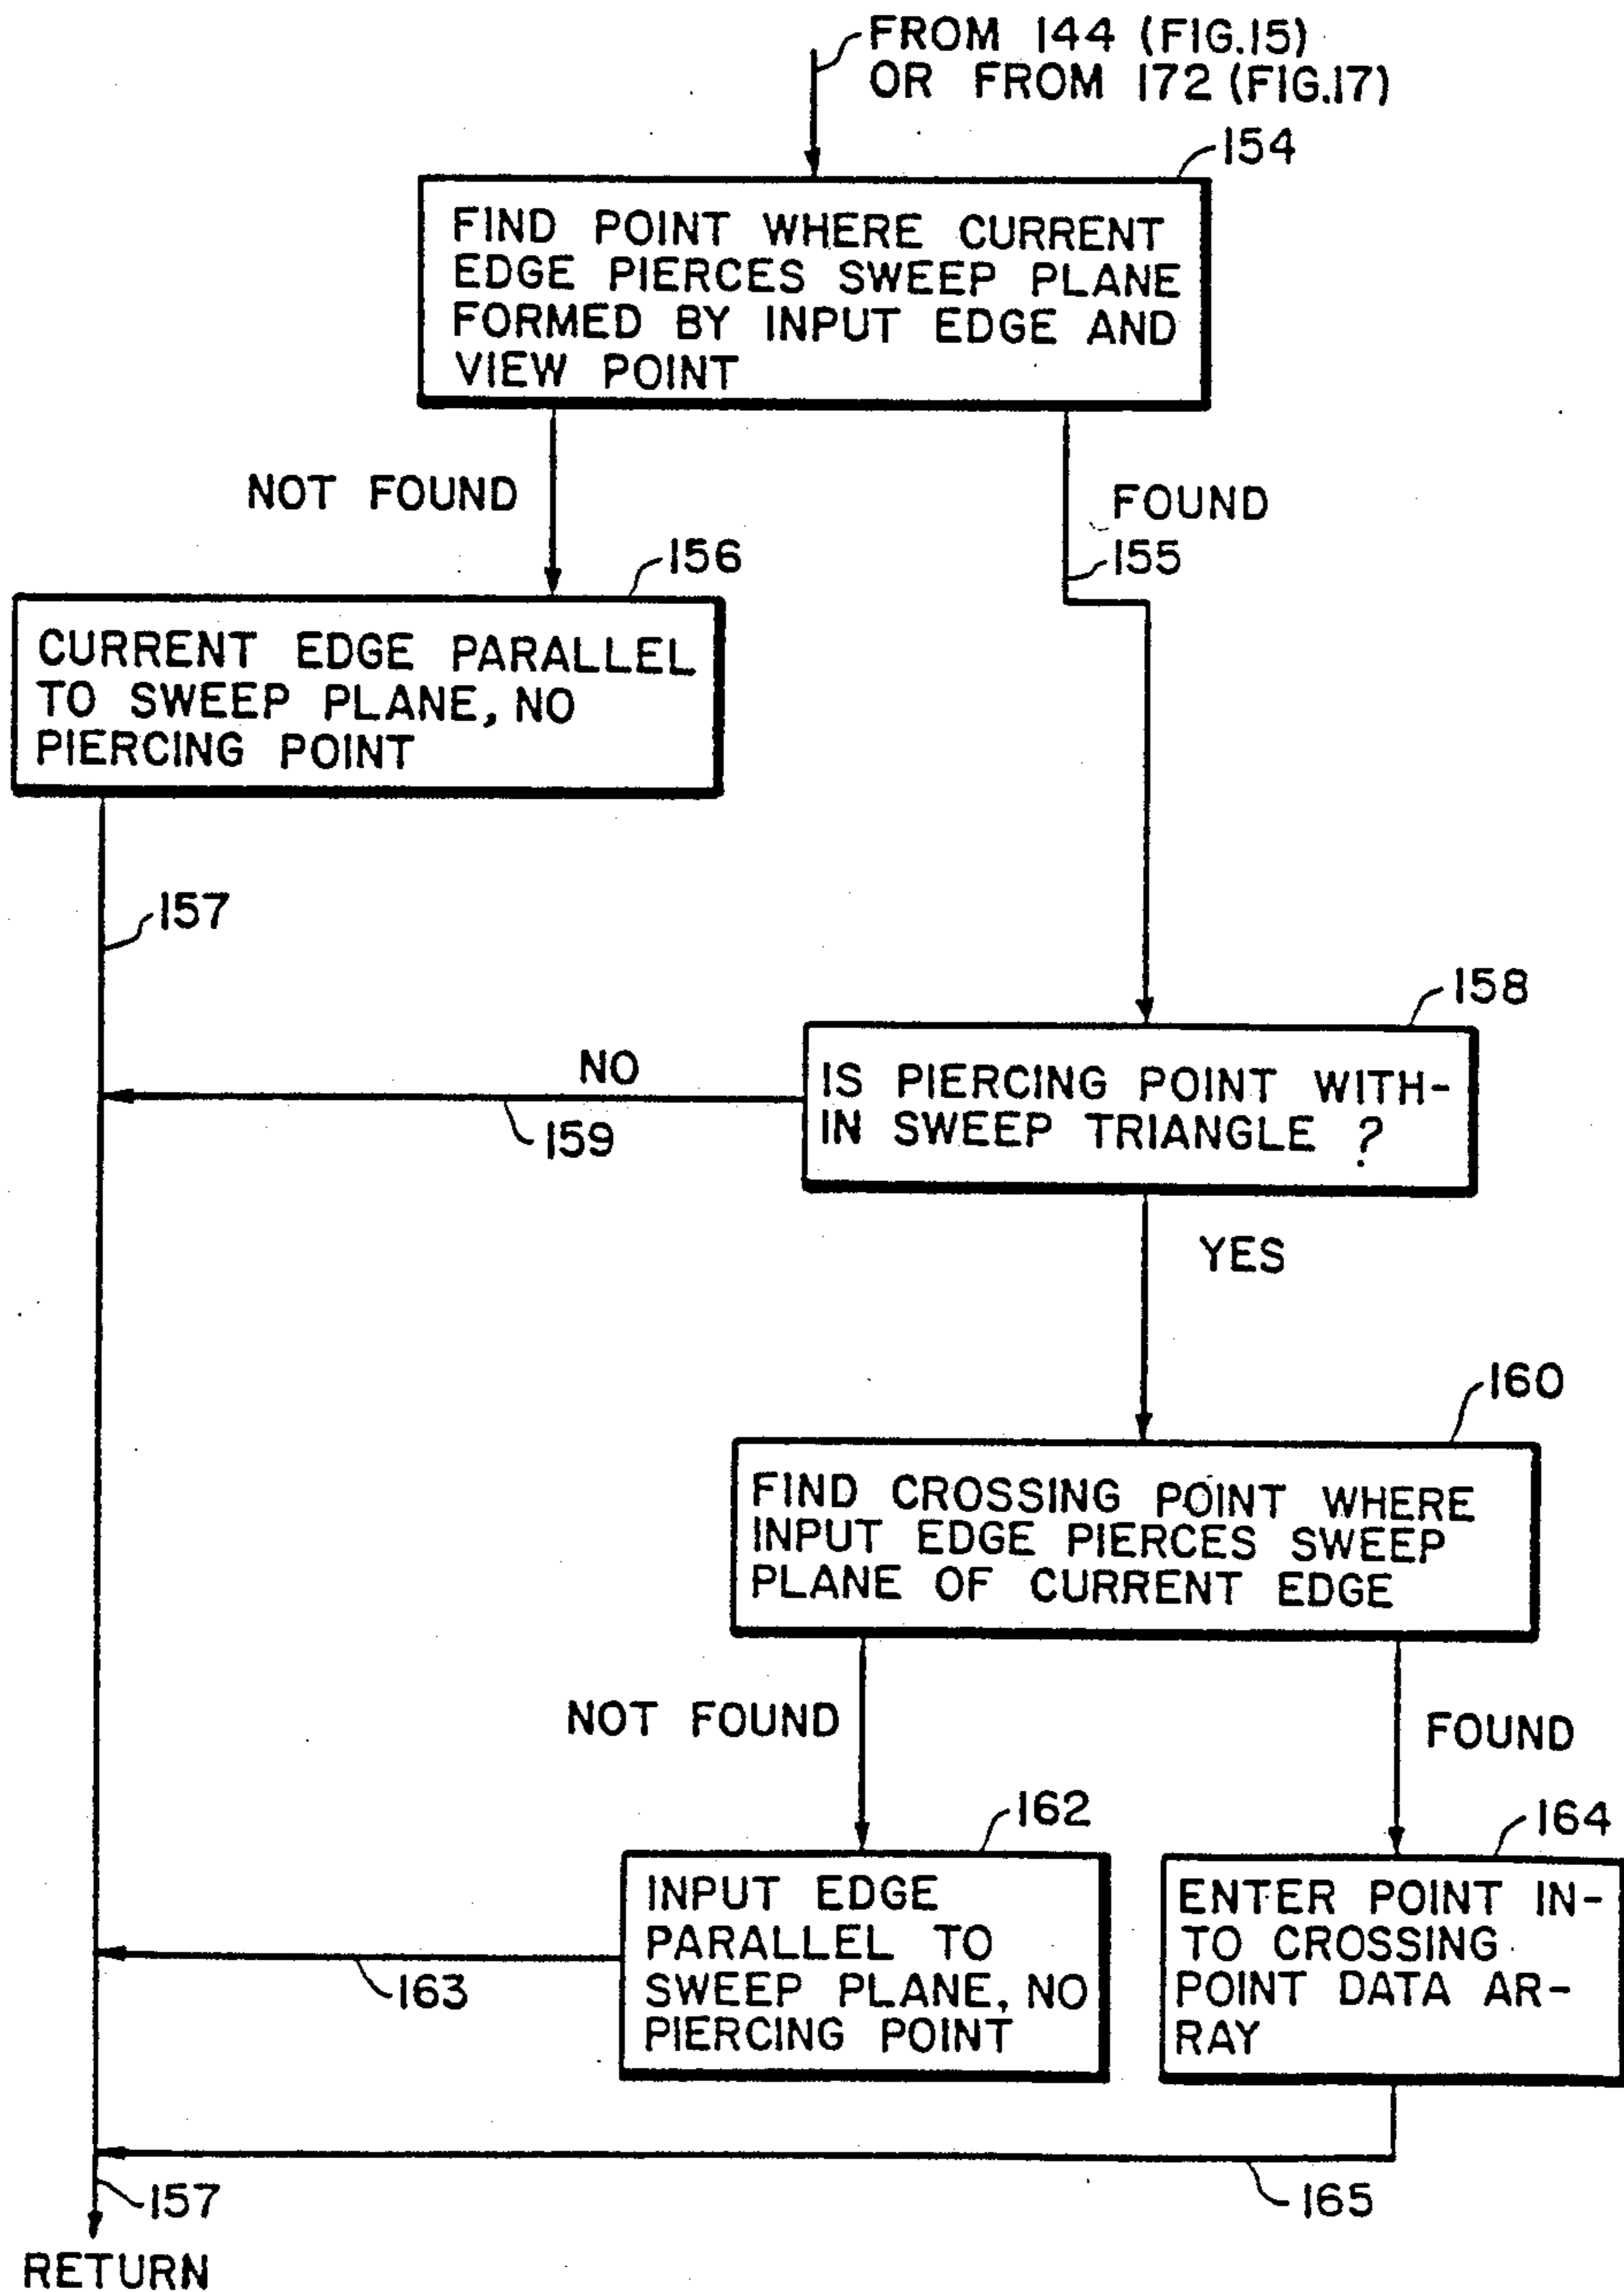 FROM 144 (FIG.15)
OR FROM 172 (FIG.17)
154
FIND POINT WHERE CURRENT
EDGE PIERCES SWEEP PLANE
FORMED BY INPUT EDGE AND
VIEW POINT
NOT FOUND
FOUND
155
156
CURRENT EDGE PARALLEL
TO SWEEP PLANE, NO
PIERCING POINT
157
158
NO
IS PIERCING POINT WITH-
IN SWEEP TRIANGLE ?
159
YES
160
FIND CROSSING POINT WHERE
INPUT EDGE PIERCES SWEEP
PLANE OF CURRENT EDGE
NOT FOUND
FOUND
162
164
INPUT EDGE
PARALLEL TO
SWEEP PLANE, NO
PIERCING POINT
ENTER POINT IN-
TO CROSSING
POINT DATA AR-
RAY
163
157
165
RETURN